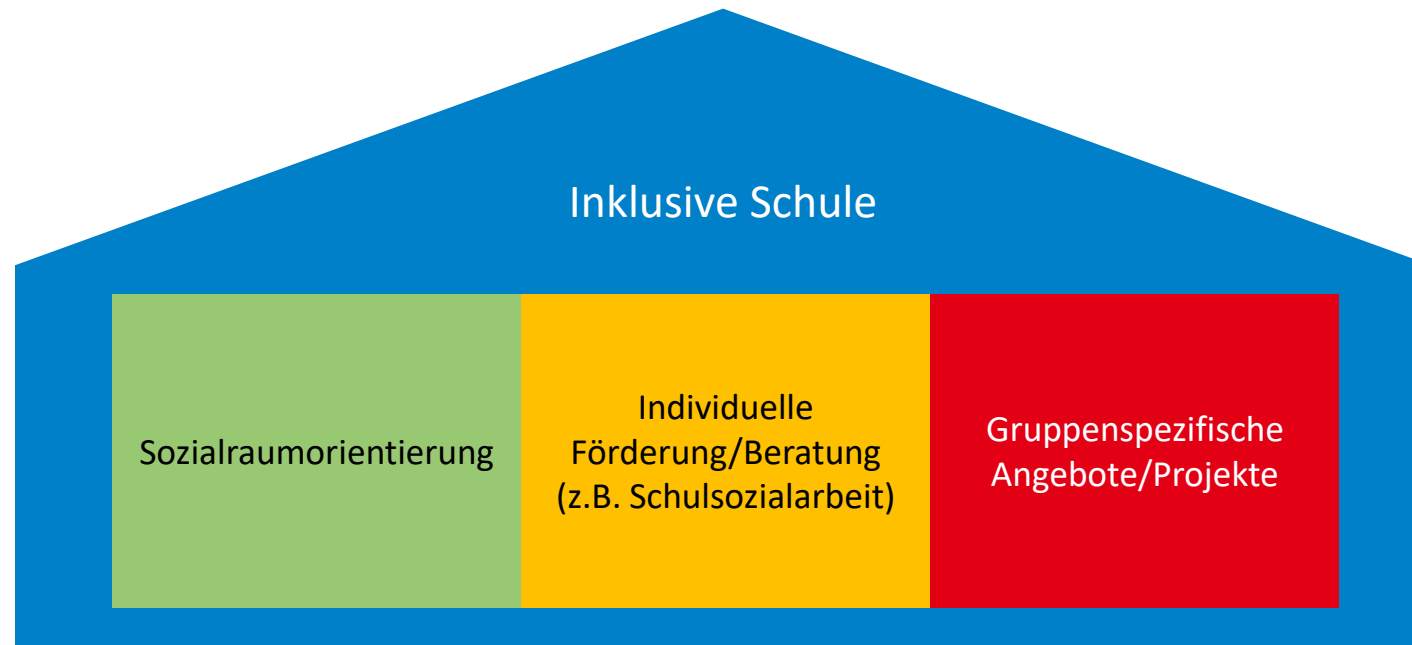 Inklusive Schule
Sozialraumorientierung
Individuelle
Förderung/Beratung
(z.B. Schulsozialarbeit)
Gruppenspezifische
Angebote/Projekte